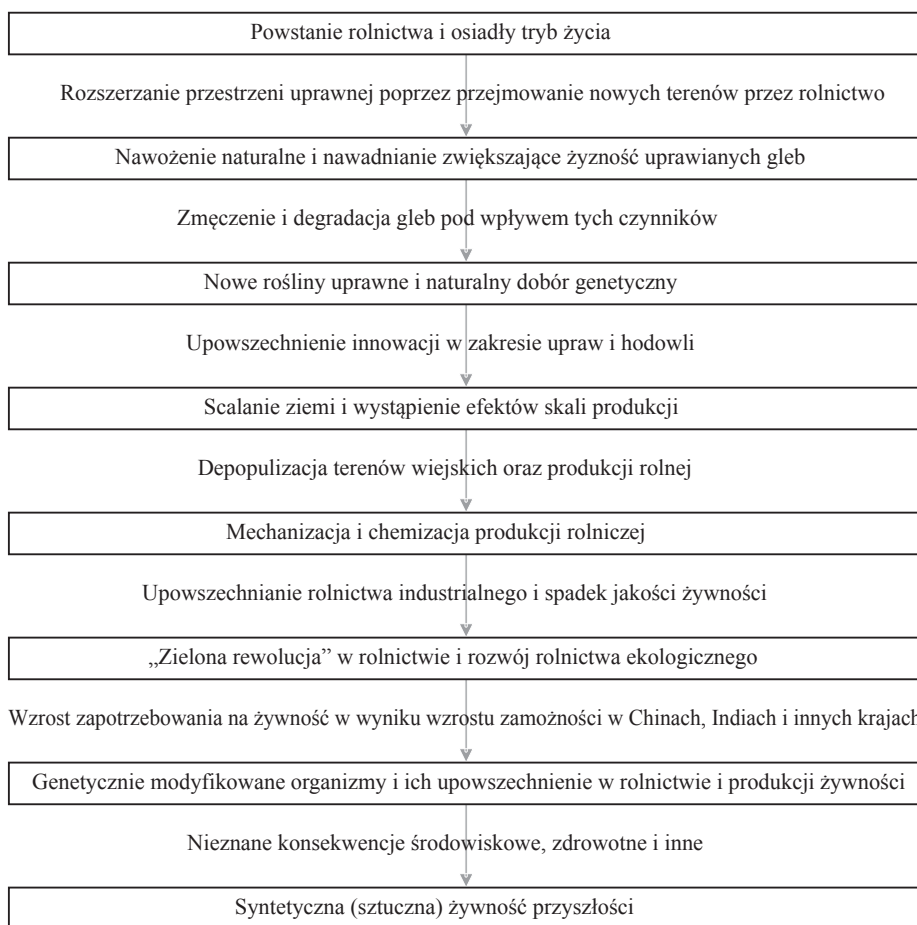 Powstanie rolnictwa i osiadły tryb życia
Rozszerzanie przestrzeni uprawnej poprzez przejmowanie nowych terenów przez rolnictwo
Nawożenie naturalne i nawadnianie zwiększające żyzność uprawianych gleb
Zmęczenie i degradacja gleb pod wpływem tych czynników
Nowe rośliny uprawne i naturalny dobór genetyczny
Upowszechnienie innowacji w zakresie upraw i hodowli
Scalanie ziemi i wystąpienie efektów skali produkcji
Depopulizacja terenów wiejskich oraz produkcji rolnej
Mechanizacja i chemizacja produkcji rolniczej
Upowszechnianie rolnictwa industrialnego i spadek jakości żywności
„Zielona rewolucja” w rolnictwie i rozwój rolnictwa ekologicznego
Wzrost zapotrzebowania na żywność w wyniku wzrostu zamożności w Chinach, Indiach i innych krajach
Genetycznie modyfikowane organizmy i ich upowszechnienie w rolnictwie i produkcji żywności
Nieznane konsekwencje środowiskowe, zdrowotne i inne
Syntetyczna (sztuczna) żywność przyszłości